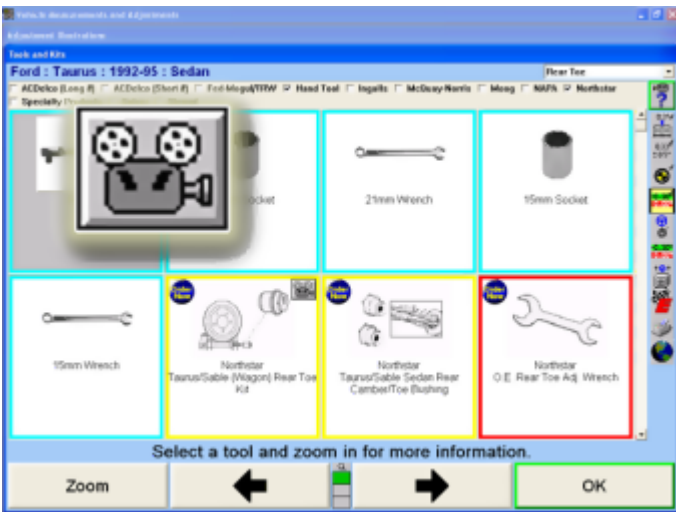 Vehicle Measurements and Adjustments
Adjustment Illustrations
Tools and Kits
Ford : Taurus : 1992-95 : Sedan
Rear Toe
ACDelco (Long #) ACDelco (Short #) Fed-Mogul/TRW Hand Tool Ingalls McQuay-Norris Moog NAPA Northstar
Specialty
21mm Wrench
15mm Socket
15mm Wrench
Order Now
Northstar
Taurus/Sable (Wagon) Rear Toe
Kit
Order Now
Northstar
Taurus/Sable Sedan Rear
Camber/Toe Bushing
Order Now
Northstar
O.E. Rear Toe Adj. Wrench
Select a tool and zoom in for more information.
Zoom
OK